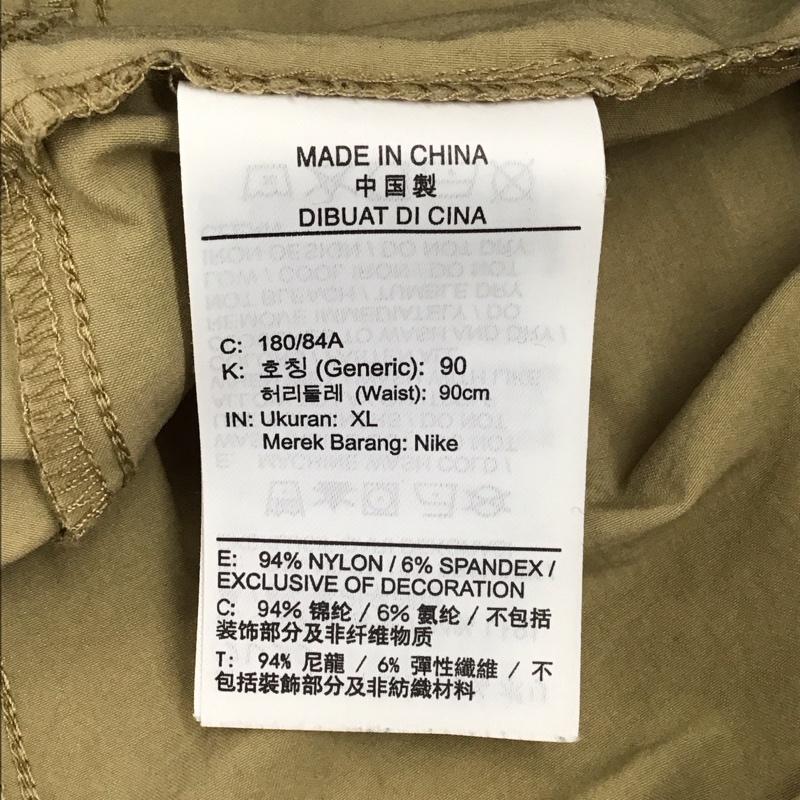 MADE IN CHINA
中国製
DIBUAT DI CINA
C: 180/84A
K: 호칭 (Generic): 90
허리둘레 (Waist): 90cm
IN: Ukuran: XL
Merek Barang: Nike
E: 94% NYLON / 6% SPANDEX /
EXCLUSIVE OF DECORATION
C: 94% 锦纶 / 6% 氨纶 / 不包括
装饰部分及非纤维物质
T: 94% 尼龍 / 6% 彈性纖維 / 不
包括裝飾部分及非紡織材料